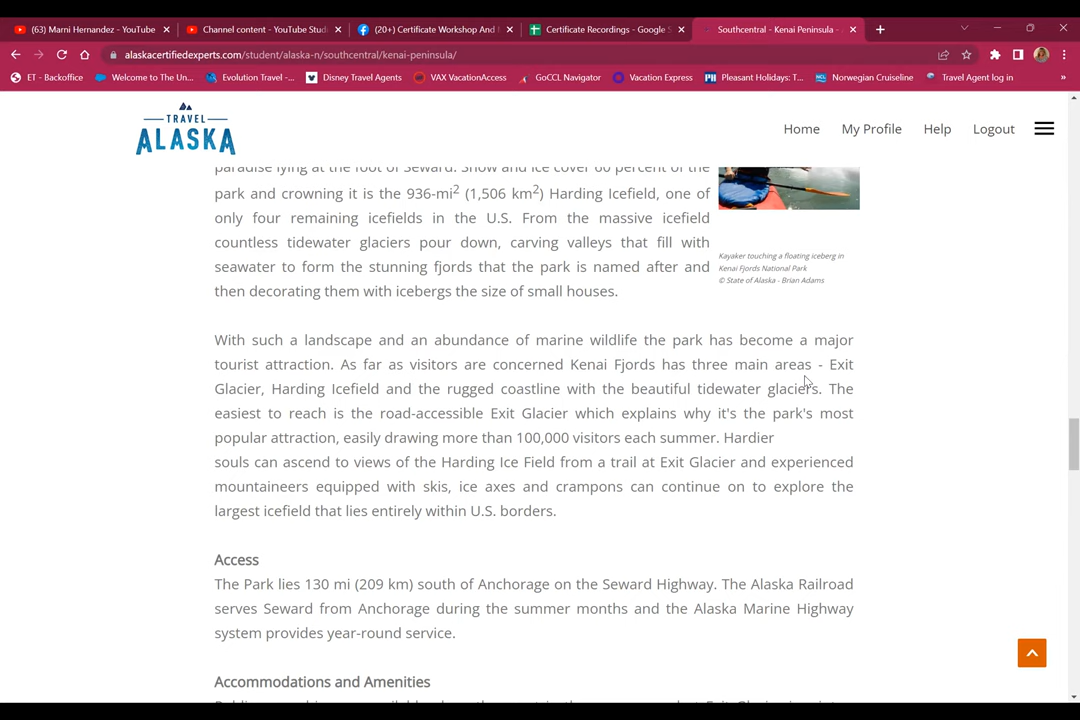 (63) Marni Hernandez - YouTube
Channel content - YouTube Stud
(20+) Certificate Workshop And
Certificate Recordings - Google S
Southcentral - Kenai Peninsula -
alaskacertifiedexperts.com/student/alaska-n/southcentral/kenai-peninsula/
ET - Backoffice
Welcome to The Un...
Evolution Travel -...
Disney Travel Agents
VAX VacationAccess
GoCCL Navigator
Vacation Express
Pleasant Holidays: T...
Norwegian Cruiseline
Travel Agent log in
TRAVEL
ALASKA
Home
My Profile
Help
Logout
paradise lying at the foot of Seward. Snow and ice cover 60 percent of the
park and crowning it is the 936-mi² (1,506 km²) Harding Icefield, one of
only four remaining icefields in the U.S. From the massive icefield
countless tidewater glaciers pour down, carving valleys that fill with
seawater to form the stunning fjords that the park is named after and
then decorating them with icebergs the size of small houses.
Kayaker touching a floating iceberg in
Kenai Fjords National Park
© State of Alaska - Brian Adams
With such a landscape and an abundance of marine wildlife the park has become a major
tourist attraction. As far as visitors are concerned Kenai Fjords has three main areas - Exit
Glacier, Harding Icefield and the rugged coastline with the beautiful tidewater glaciers. The
easiest to reach is the road-accessible Exit Glacier which explains why it's the park's most
popular attraction, easily drawing more than 100,000 visitors each summer. Hardier
souls can ascend to views of the Harding Ice Field from a trail at Exit Glacier and experienced
mountaineers equipped with skis, ice axes and crampons can continue on to explore the
largest icefield that lies entirely within U.S. borders.
Access
The Park lies 130 mi (209 km) south of Anchorage on the Seward Highway. The Alaska Railroad
serves Seward from Anchorage during the summer months and the Alaska Marine Highway
system provides year-round service.
Accommodations and Amenities